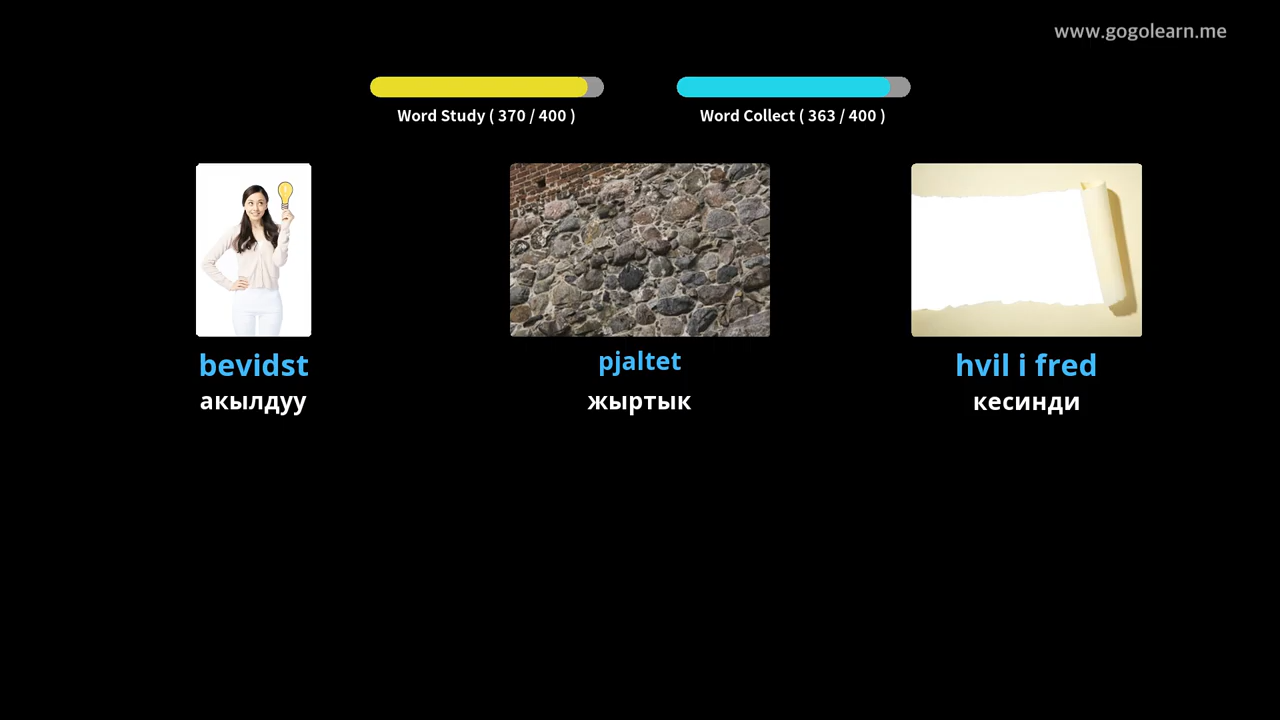 www.gogolearn.me
Word Study ( 370 / 400 )
Word Collect ( 363 / 400 )
bevidst
акылдуу
pjaltet
жыртык
hvil i fred
кесинди